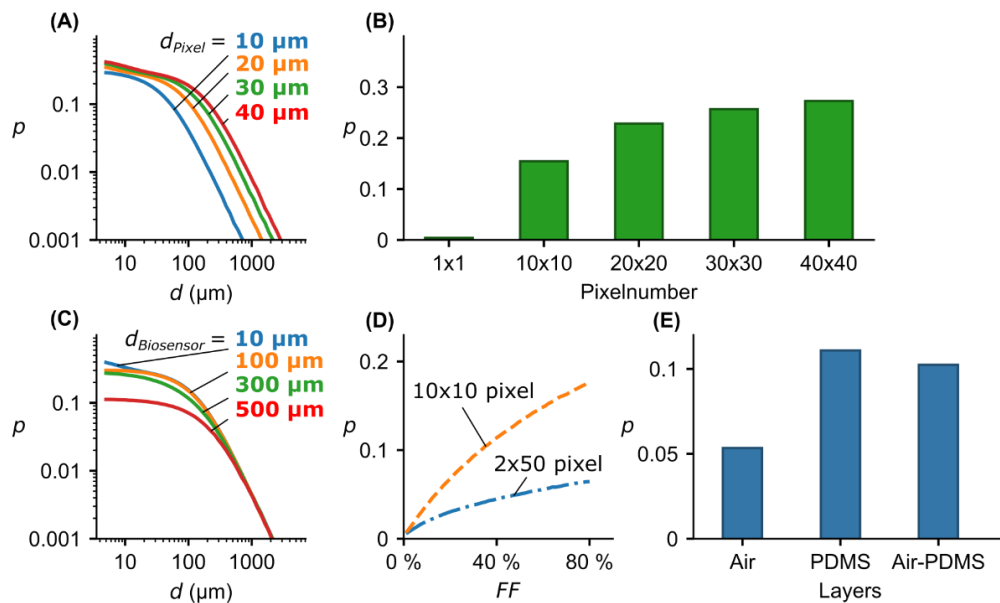 (A)
d_Pixel = 10 µm
20 µm
30 µm
40 µm
p
0.1
0.01
0.001
10 100 1000
d (µm)
(B)
p
0.3
0.2
0.1
0
1x1 10x10 20x20 30x30 40x40
Pixelnumber
(C)
d_Biosensor = 10 µm
100 µm
300 µm
500 µm
p
0.1
0.01
0.001
10 100 1000
d (µm)
(D)
p
0.2
0.1
0
10x10 pixel
2x50 pixel
0 % 40 % 80 %
FF
(E)
p
0.1
0.05
0
Air PDMS Air-PDMS
Layers